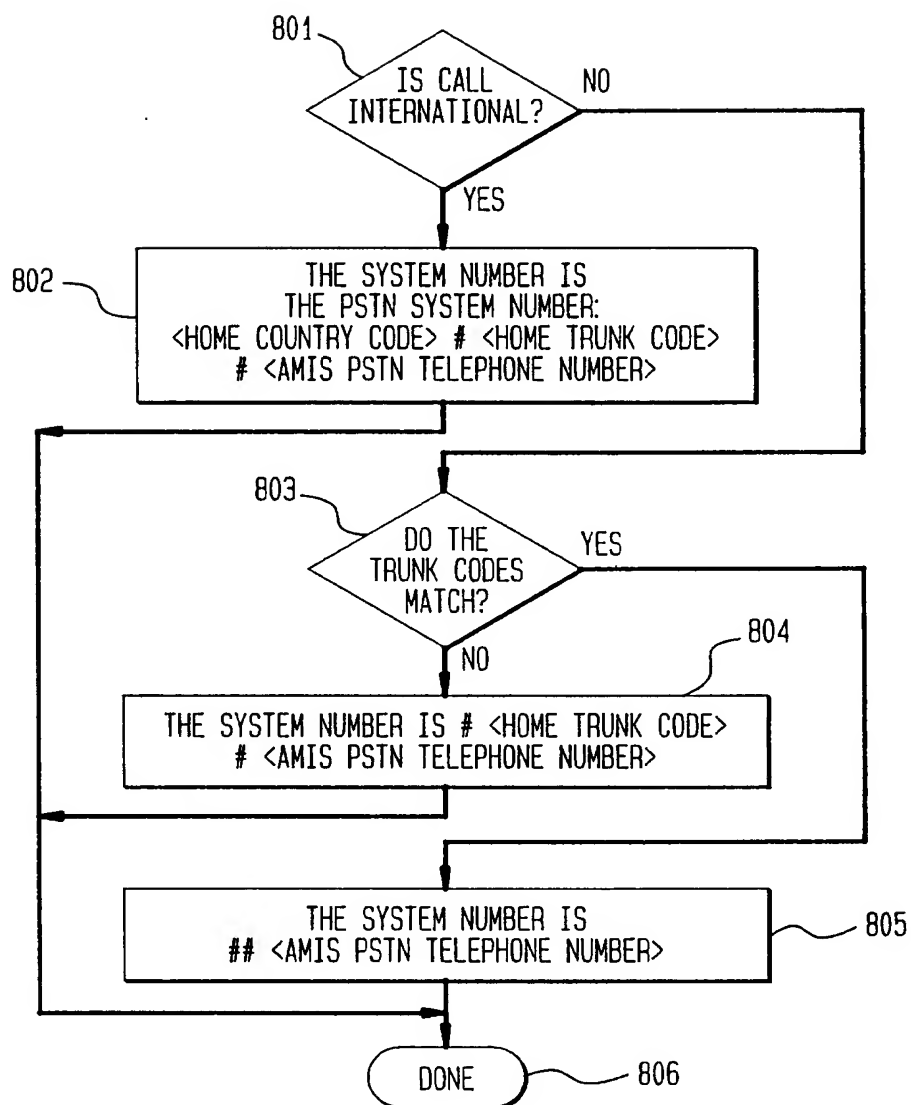 801
IS CALL
INTERNATIONAL?
NO
YES
802
THE SYSTEM NUMBER IS
THE PSTN SYSTEM NUMBER:
<HOME COUNTRY CODE> # <HOME TRUNK CODE>
# <AMIS PSTN TELEPHONE NUMBER>
803
DO THE
TRUNK CODES
MATCH?
YES
NO
804
THE SYSTEM NUMBER IS # <HOME TRUNK CODE>
# <AMIS PSTN TELEPHONE NUMBER>
THE SYSTEM NUMBER IS
## <AMIS PSTN TELEPHONE NUMBER>
805
DONE
806